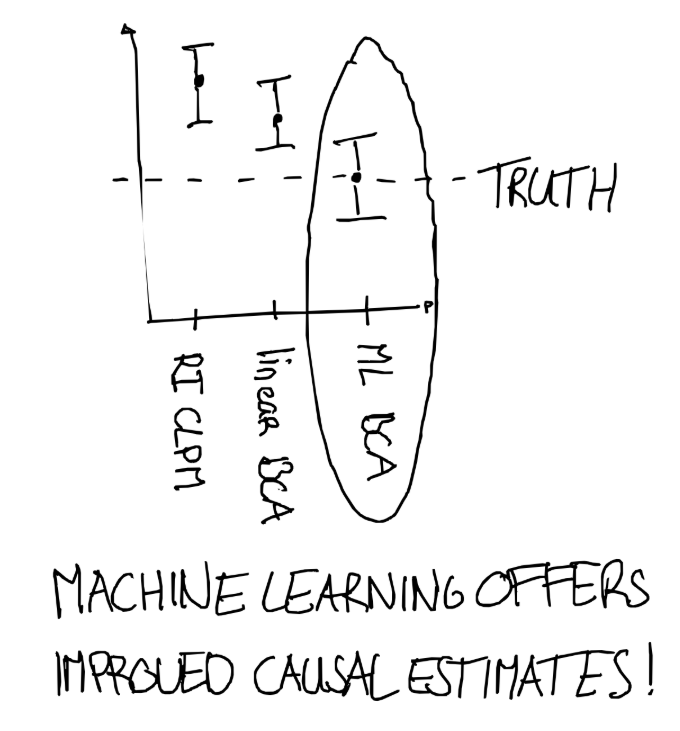 TRUTH
RI CLPM
linear BCA
ML BCA
MACHINE LEARNING OFFERS
IMPROVED CAUSAL ESTIMATES!